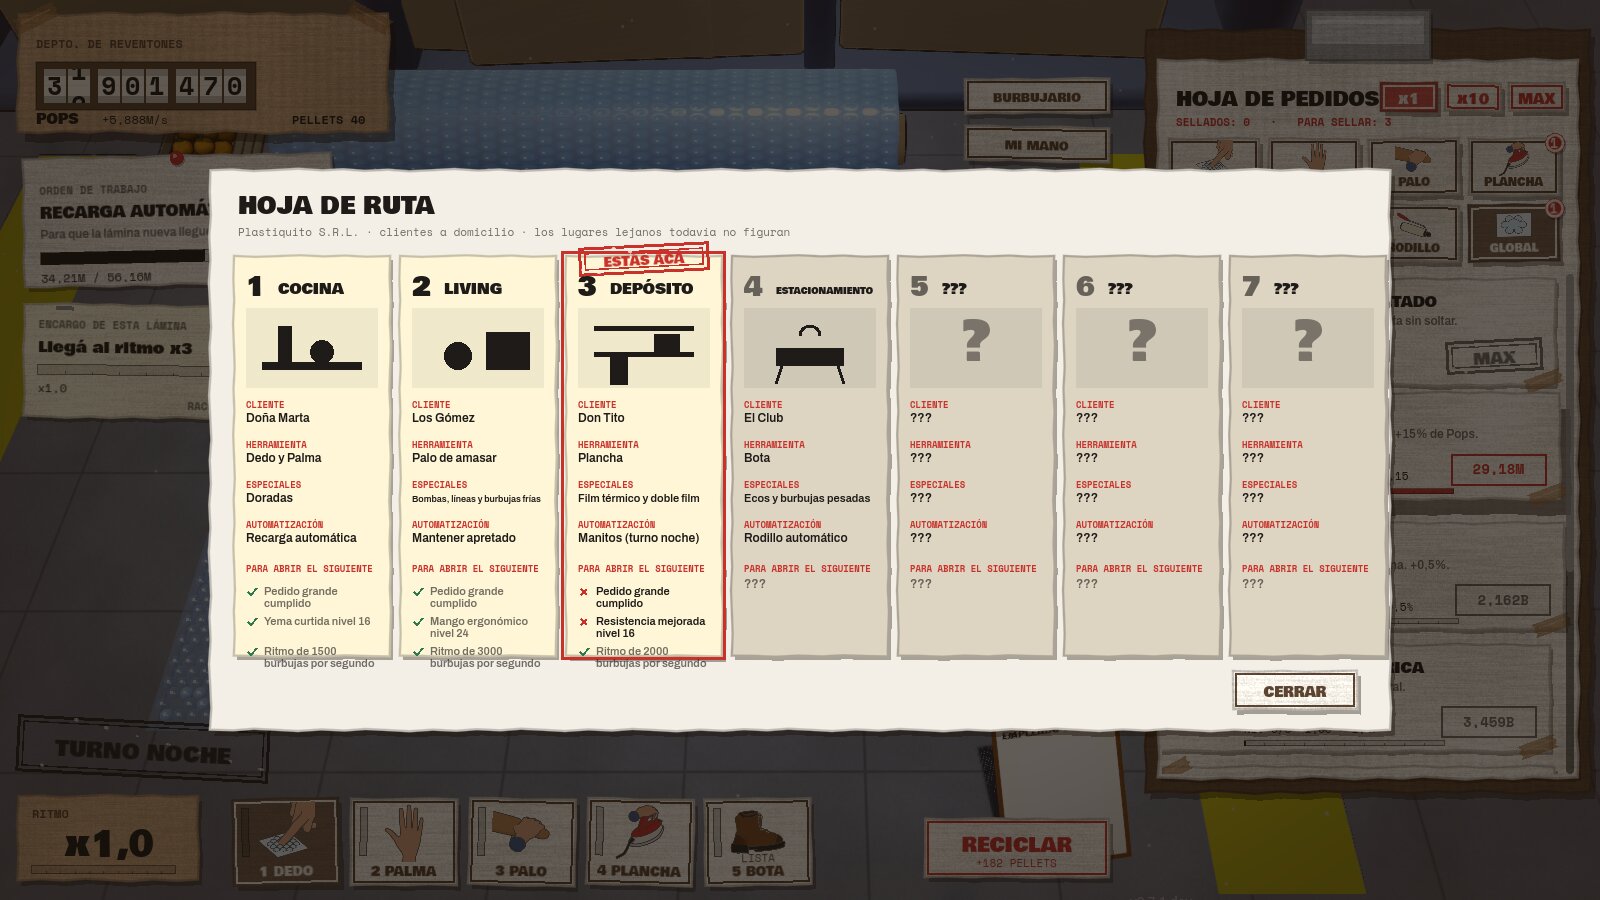 DEPTO. DE REVENTONES
901 470
POPS +5,888M/s PELLETS 40
BURBUJARIO
MI MANO
HOJA DE PEDIDOS x1 x10 MAX
SELLADOS: 0 · PARA SELLAR: 3
PALO
PLANCHA
1
GLOBAL
1
ORDEN DE TRABAJO
RECARGA
Para que la lámina nueva
34,21M / 56,16M
ENCARGO DE ESTA LÁMINA
Llegá al ritmo x3
x1,0
HOJA DE RUTA
Plastiquito S.R.L. · clientes a domicilio · los lugares lejanos todavia no figuran
1 COCINA
CLIENTE
Doña Marta
HERRAMIENTA
Dedo y Palma
ESPECIALES
Doradas
AUTOMATIZACIÓN
Recarga automática
PARA ABRIR EL SIGUIENTE
Pedido grande
cumplido
Yema curtida nivel 16
Ritmo de 1500
burbujas por segundo
2 LIVING
CLIENTE
Los Gómez
HERRAMIENTA
Palo de amasar
ESPECIALES
Bombas, líneas y burbujas frías
AUTOMATIZACIÓN
Mantener apretado
PARA ABRIR EL SIGUIENTE
Pedido grande
cumplido
Mango ergonómico
nivel 24
Ritmo de 3000
burbujas por segundo
ESTÁS ACÁ
3 DEPÓSITO
CLIENTE
Don Tito
HERRAMIENTA
Plancha
ESPECIALES
Film térmico y doble film
AUTOMATIZACIÓN
Manitos (turno noche)
PARA ABRIR EL SIGUIENTE
Pedido grande
cumplido
Resistencia mejorada
nivel 16
Ritmo de 2000
burbujas por segundo
4 ESTACIONAMIENTO
CLIENTE
El Club
HERRAMIENTA
Bota
ESPECIALES
Ecos y burbujas pesadas
AUTOMATIZACIÓN
Rodillo automático
PARA ABRIR EL SIGUIENTE
???
5 ???
?
CLIENTE
???
HERRAMIENTA
???
ESPECIALES
???
AUTOMATIZACIÓN
???
PARA ABRIR EL SIGUIENTE
???
6 ???
?
CLIENTE
???
HERRAMIENTA
???
ESPECIALES
???
AUTOMATIZACIÓN
???
PARA ABRIR EL SIGUIENTE
???
7 ???
?
CLIENTE
???
HERRAMIENTA
???
ESPECIALES
???
AUTOMATIZACIÓN
???
PARA ABRIR EL SIGUIENTE
???
CERRAR
sin soltar.
MAX
+15% de Pops.
29,18M
+0,5%.
2,162B
3,459B
TURNO NOCHE
RITMO
x1,0
1 DEDO
2 PALMA
3 PALO
4 PLANCHA
LISTA
5 BOTA
RECICLAR
+182 PELLETS